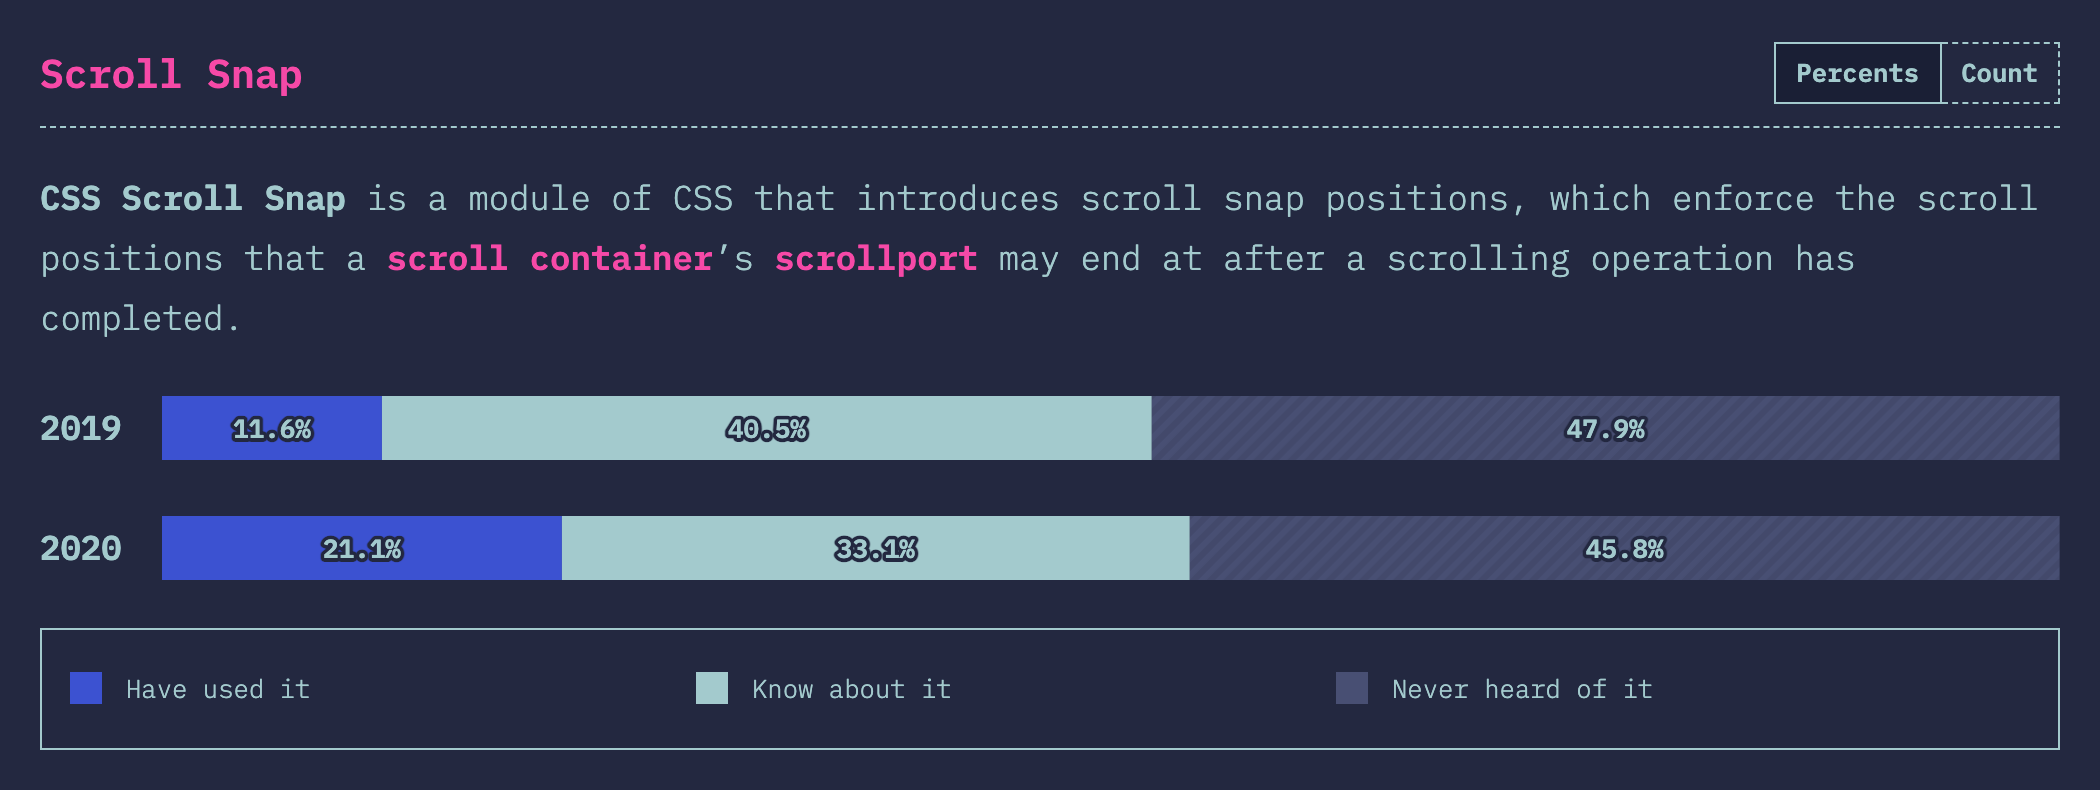 Scroll Snap
Percents Count
CSS Scroll Snap is a module of CSS that introduces scroll snap positions, which enforce the scroll
positions that a scroll container’s scrollport may end at after a scrolling operation has
completed.
2019 11.6% 40.5% 47.9%
2020 21.1% 33.1% 45.8%
Have used it Know about it Never heard of it